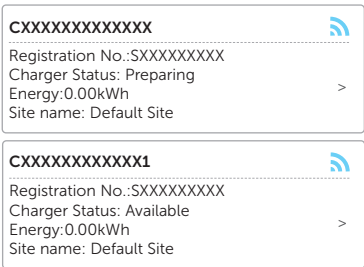 CXXXXXXXXXXXXX
Registration No.:SXXXXXXXXX
Charger Status: Preparing
Energy:0.00kWh
>
Site name: Default Site
CXXXXXXXXXXXX1
Registration No.:SXXXXXXXXX
Charger Status: Available
Energy:0.00kWh
>
Site name: Default Site